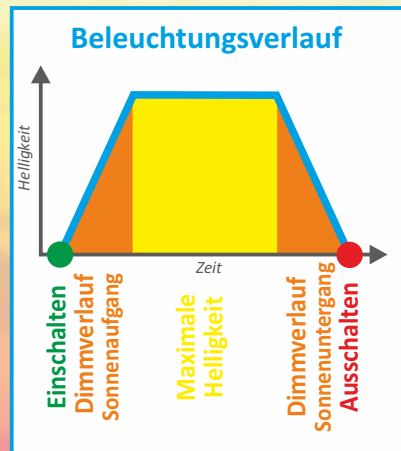 Beleuchtungsverlauf
Helligkeit
Zeit
Einschalten
Dimmverlauf
Sonnenaufgang
Maximale
Helligkeit
Dimmverlauf
Sonnenuntergang
Ausschalten